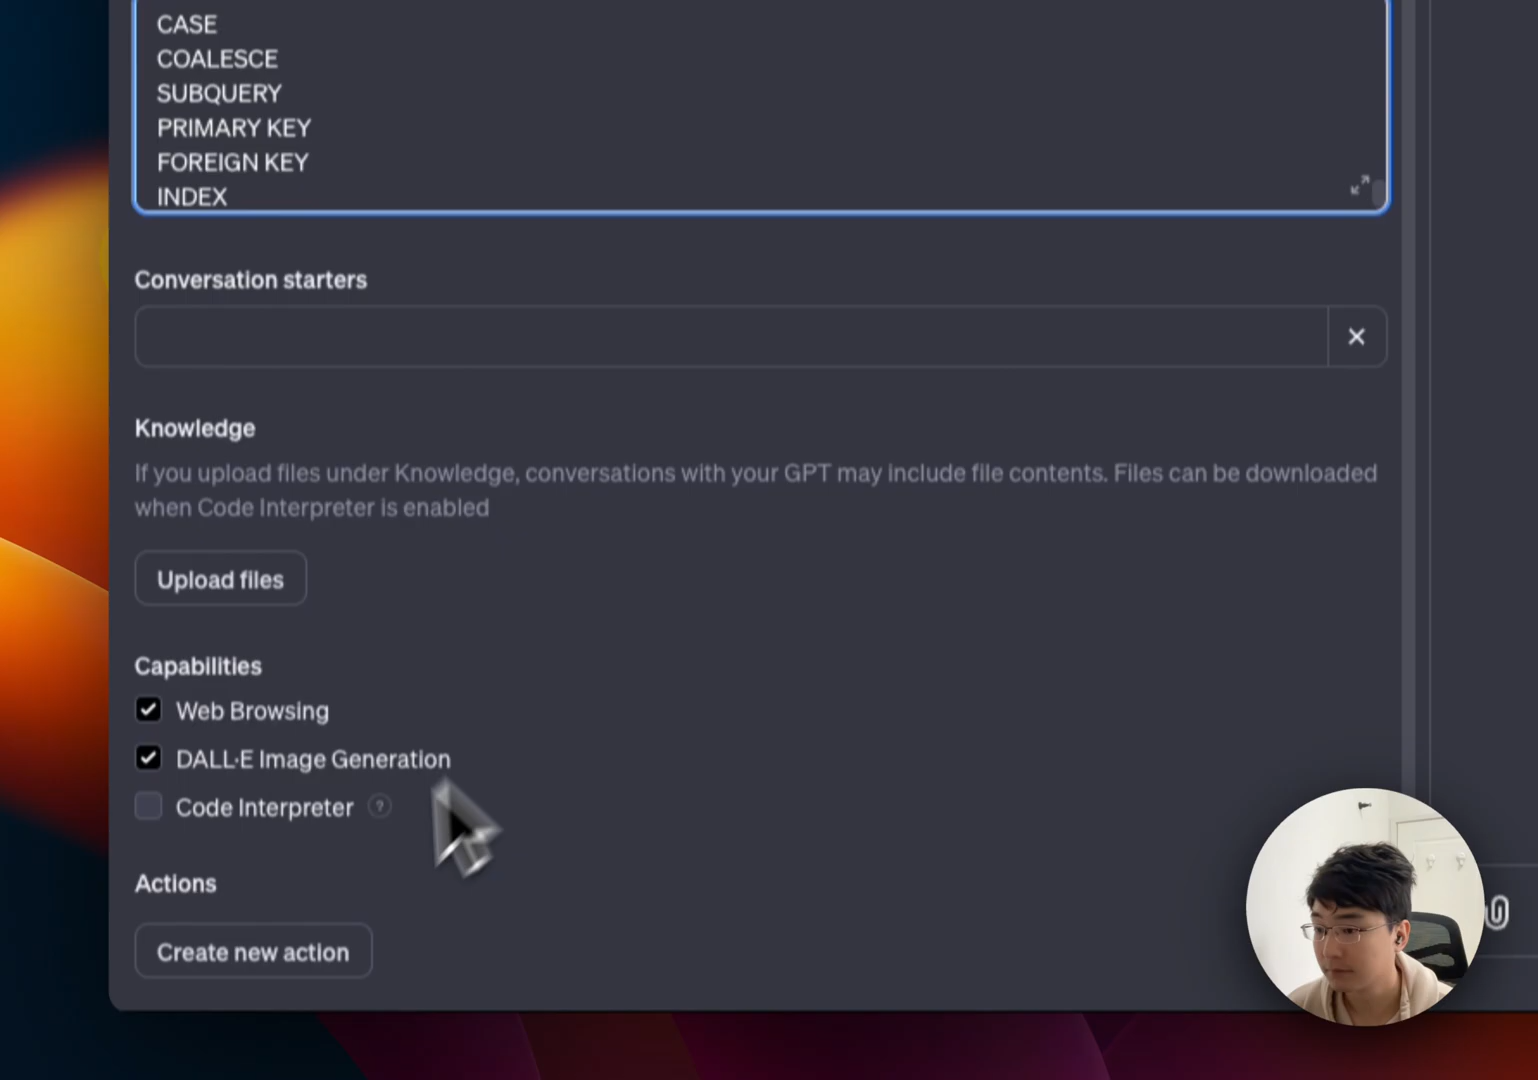 CASE
COALESCE
SUBQUERY
PRIMARY KEY
FOREIGN KEY
INDEX
Conversation starters
Knowledge
If you upload files under Knowledge, conversations with your GPT may include file contents. Files can be downloaded
when Code Interpreter is enabled
Upload files
Capabilities
Web Browsing
DALL·E Image Generation
Code Interpreter ?
Actions
Create new action